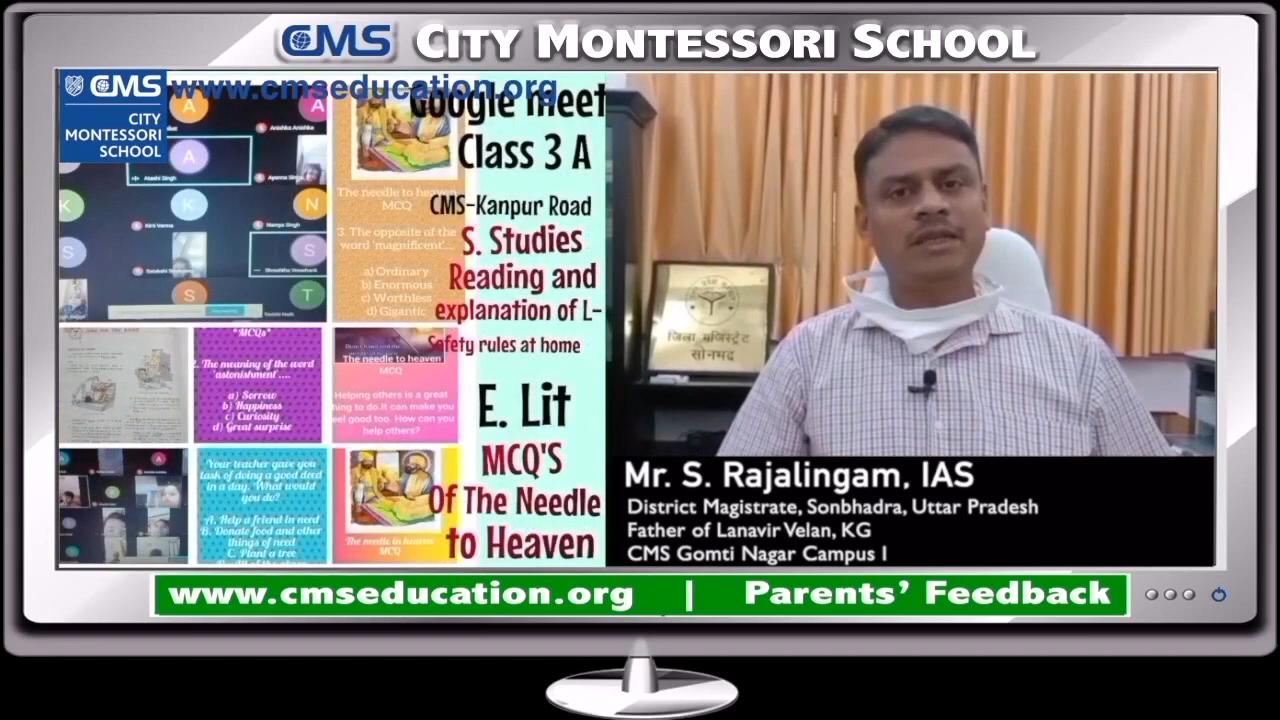 CMS CITY MONTESSORI SCHOOL
CMS
CITY
MONTESSORI
SCHOOL
www.cmseducation.org
A
A
Anishka Anishka
A
Atashi Singh
K
K
N
Kirti Verma
S
S
S
T
The needle to heaven
MCQ
3. The opposite of the
word 'magnificent'....
a) Ordinary
b) Enormous
c) Worthless
d) Gigantic
Google meet
Class 3 A
CMS-Kanpur Road
S. Studies
Reading and
explanation of L-
Safety rules at home
E. Lit
MCQ'S
Of The Needle
to Heaven
*MCQs*
2. The meaning of the word
'astonishment'....
a) Sorrow
b) Happiness
c) Curiosity
d) Great surprise
The needle to heaven
MCQ
Helping others is a great
thing to do.It can make you
feel good too. How can you
help others?
Your teacher gave you
task of doing a good deed
in a day. What would
you do?
A. Help a friend in need
B. Donate food and other
things of need
C. Plant a tree
The needle in heaven
MCQ
जिला मजिस्ट्रेट
सोनभद्र
Mr. S. Rajalingam, IAS
District Magistrate, Sonbhadra, Uttar Pradesh
Father of Lanavir Velan, KG
CMS Gomti Nagar Campus I
www.cmseducation.org | Parents' Feedback